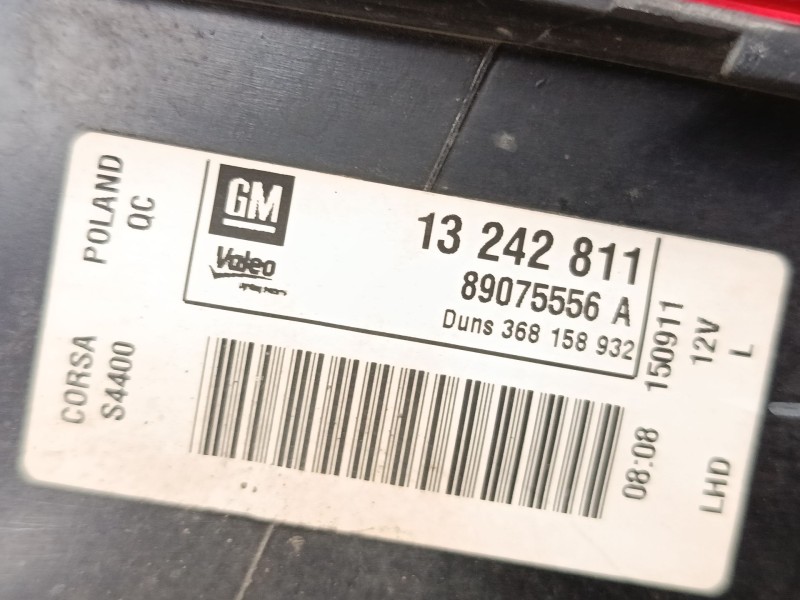 POLAND
QC
CORSA
S4400
GM
Valeo
13 242 811
89075556 A
Duns 368 158 932
150911
08:08
12V
L
LHD